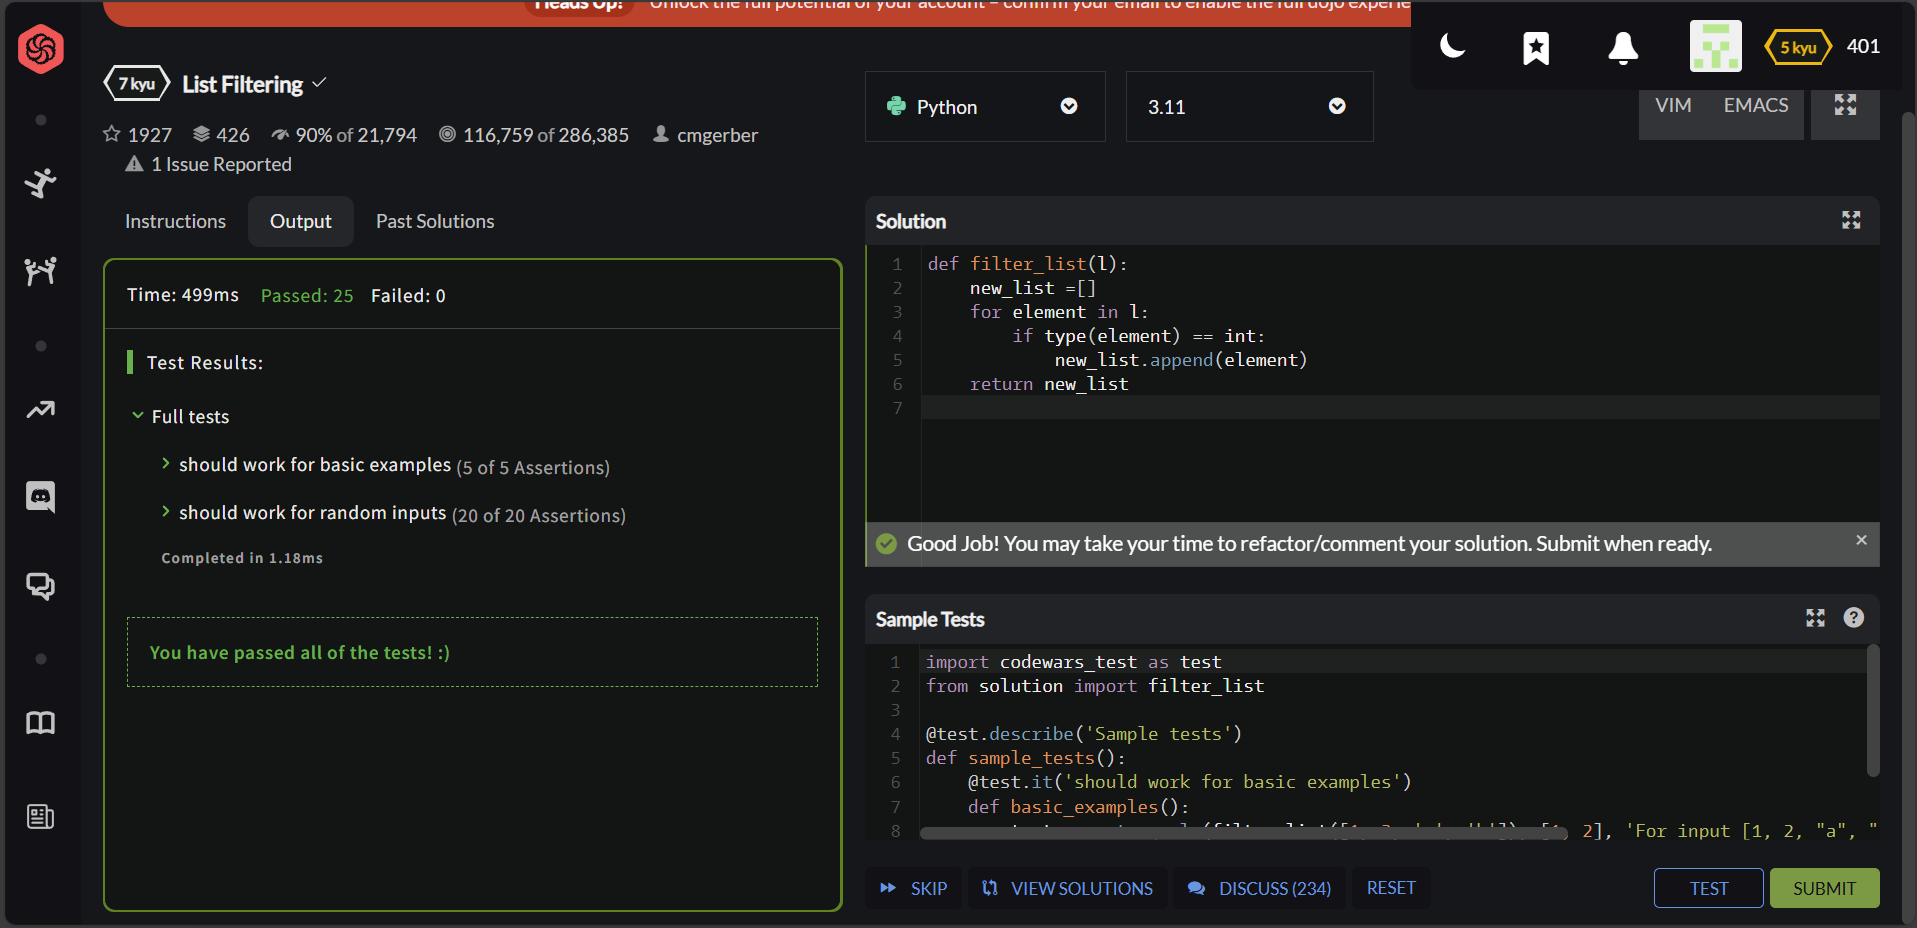 Heads Up! Unlock the full potential of your account – confirm your email to enable the full dojo experie
5 kyu 401
7 kyu List Filtering
Python
3.11
VIM EMACS
1927 426 90% of 21,794 116,759 of 286,385 cmgerber
1 Issue Reported
Instructions Output Past Solutions
Time: 499ms Passed: 25 Failed: 0
Test Results:
Full tests
should work for basic examples (5 of 5 Assertions)
should work for random inputs (20 of 20 Assertions)
Completed in 1.18ms
You have passed all of the tests! :)
Solution
1 def filter_list(l):
2     new_list =[]
3     for element in l:
4         if type(element) == int:
5             new_list.append(element)
6     return new_list
7
Good Job! You may take your time to refactor/comment your solution. Submit when ready.
Sample Tests
1 import codewars_test as test
2 from solution import filter_list
3
4 @test.describe('Sample tests')
5 def sample_tests():
6     @test.it('should work for basic examples')
7     def basic_examples():
8 2], 'For input [1, 2, "a", "
SKIP VIEW SOLUTIONS DISCUSS (234) RESET TEST SUBMIT